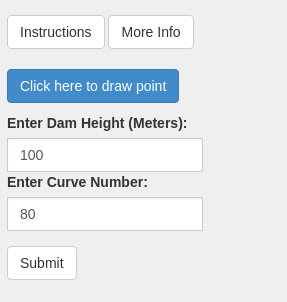 Instructions More Info
Click here to draw point
Enter Dam Height (Meters):
100
Enter Curve Number:
80
Submit